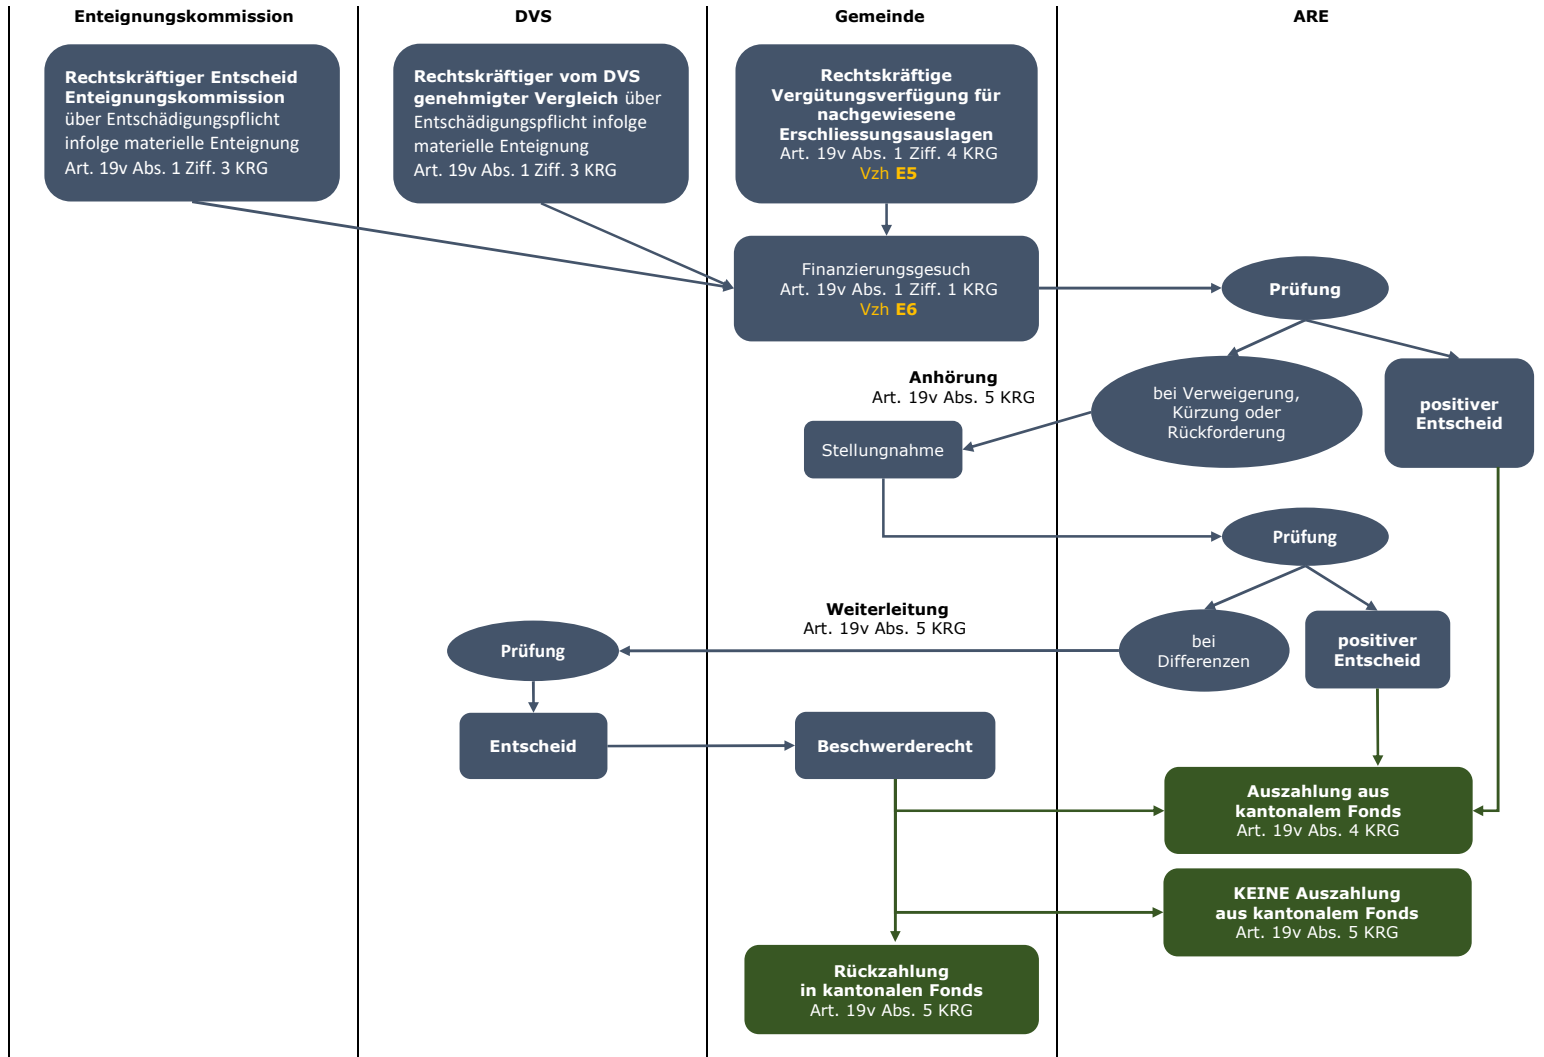 Enteignungskommission
DVS
Gemeinde
ARE
Rechtskräftiger Entscheid
Enteignungskommission
über Entschädigungspflicht
infolge materielle Enteignung
Art. 19v Abs. 1 Ziff. 3 KRG
Rechtskräftiger vom DVS
genehmigter Vergleich über
Entschädigungspflicht infolge
materielle Enteignung
Art. 19v Abs. 1 Ziff. 3 KRG
Rechtskräftige
Vergütungsverfügung für
nachgewiesene
Erschliessungsauslagen
Art. 19v Abs. 1 Ziff. 4 KRG
Vzh E5
Finanzierungsgesuch
Art. 19v Abs. 1 Ziff. 1 KRG
Vzh E6
Prüfung
Anhörung
Art. 19v Abs. 5 KRG
bei Verweigerung,
Kürzung oder
Rückforderung
positiver
Entscheid
Stellungnahme
Prüfung
Weiterleitung
Art. 19v Abs. 5 KRG
Prüfung
bei
Differenzen
positiver
Entscheid
Entscheid
Beschwerderecht
Auszahlung aus
kantonalem Fonds
Art. 19v Abs. 4 KRG
KEINE Auszahlung
aus kantonalem Fonds
Art. 19v Abs. 5 KRG
Rückzahlung
in kantonalen Fonds
Art. 19v Abs. 5 KRG